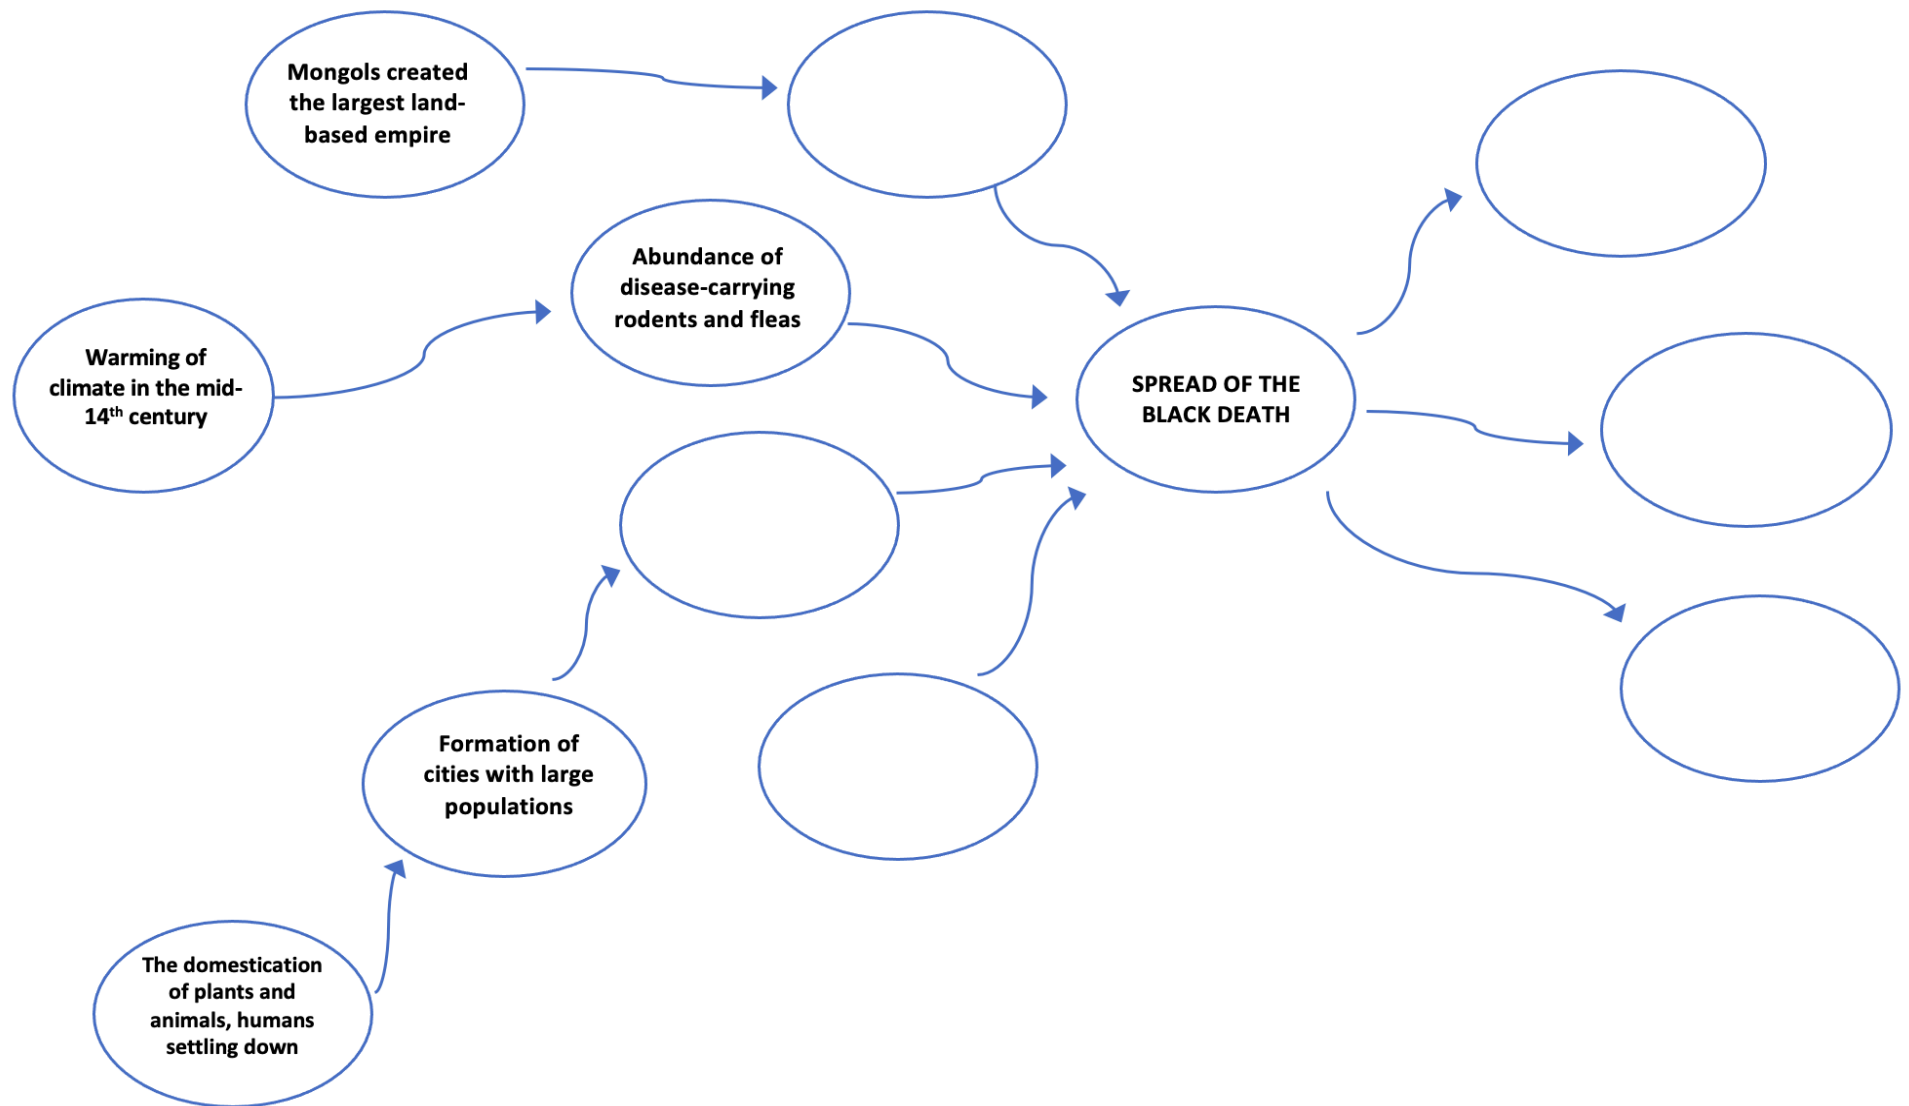 Mongols created
the largest land-
based empire
Abundance of
disease-carrying
rodents and fleas
Warming of
climate in the mid-
14th century
SPREAD OF THE
BLACK DEATH
Formation of
cities with large
populations
The domestication
of plants and
animals, humans
settling down